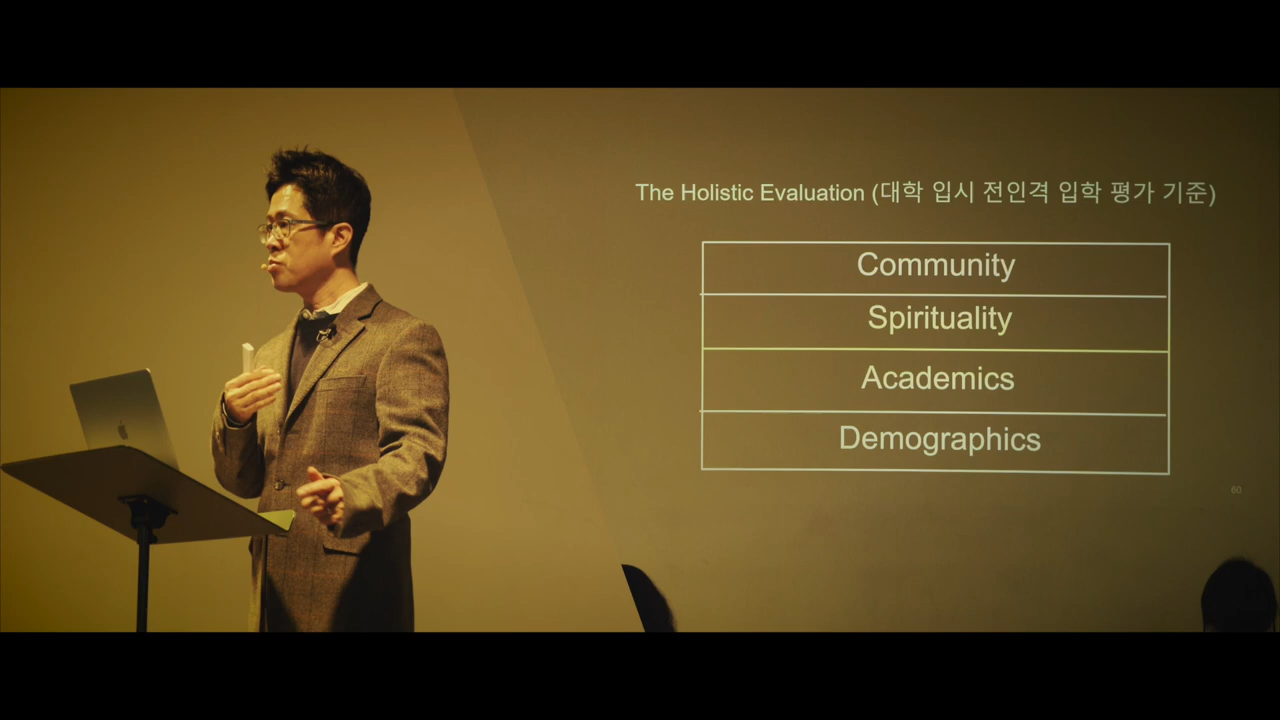 The Holistic Evaluation (대학 입시 전인격 입학 평가 기준)
Community
Spirituality
Academics
Demographics
60